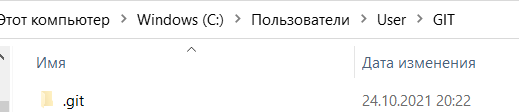 Этот компьютер > Windows (C:) > Пользователи > User > GIT
Имя Дата изменения
.git 24.10.2021 20:22